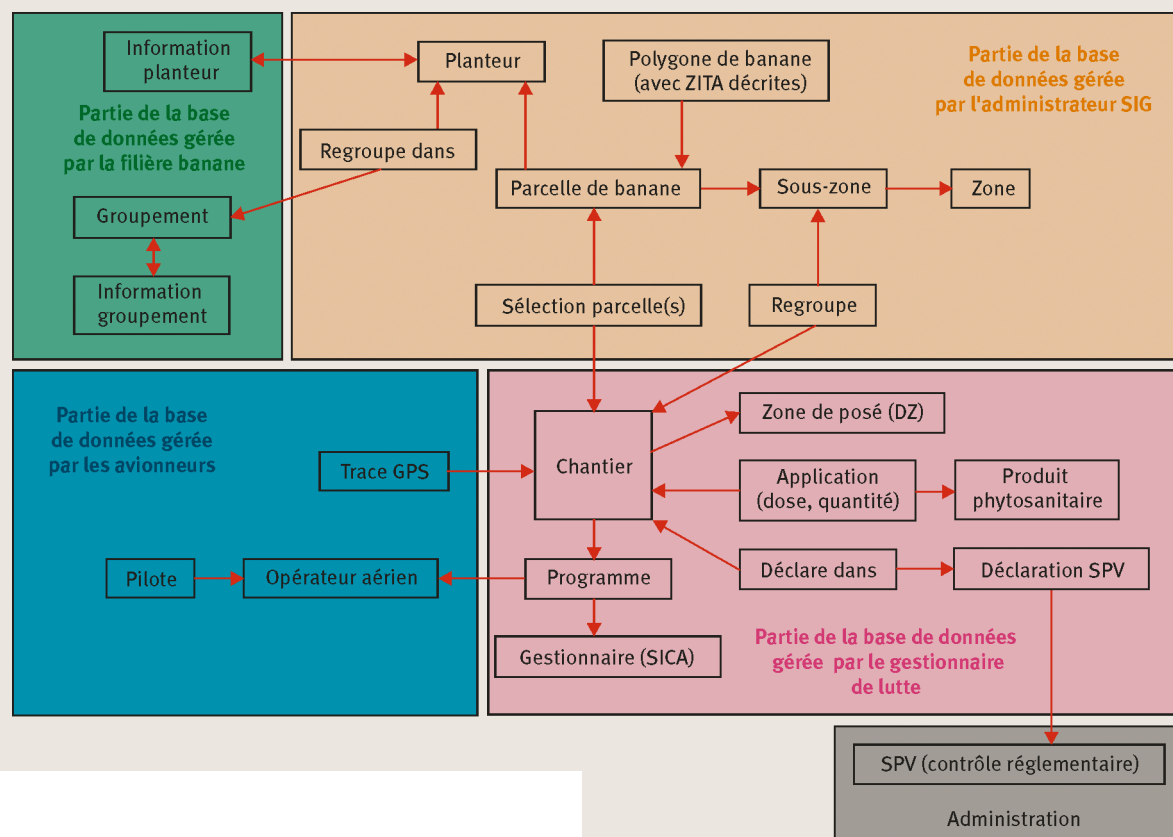 Information
planteur
Partie de la base
de données gérée
par la filière banane
Groupement
Information
groupement
Planteur
Polygone de banane
(avec ZITA décrites)
Partie de la base
de données gérée
par l'administrateur SIG
Regroupe dans
Parcelle de banane
Sous-zone
Zone
Sélection parcelle(s)
Regroupe
Partie de la base
de données gérée
par les avionneurs
Trace GPS
Pilote
Opérateur aérien
Chantier
Zone de posé (DZ)
Application
(dose, quantité)
Produit
phytosanitaire
Programme
Déclare dans
Déclaration SPV
Gestionnaire (SICA)
Partie de la base de données
gérée par le gestionnaire
de lutte
SPV (contrôle réglementaire)
Administration